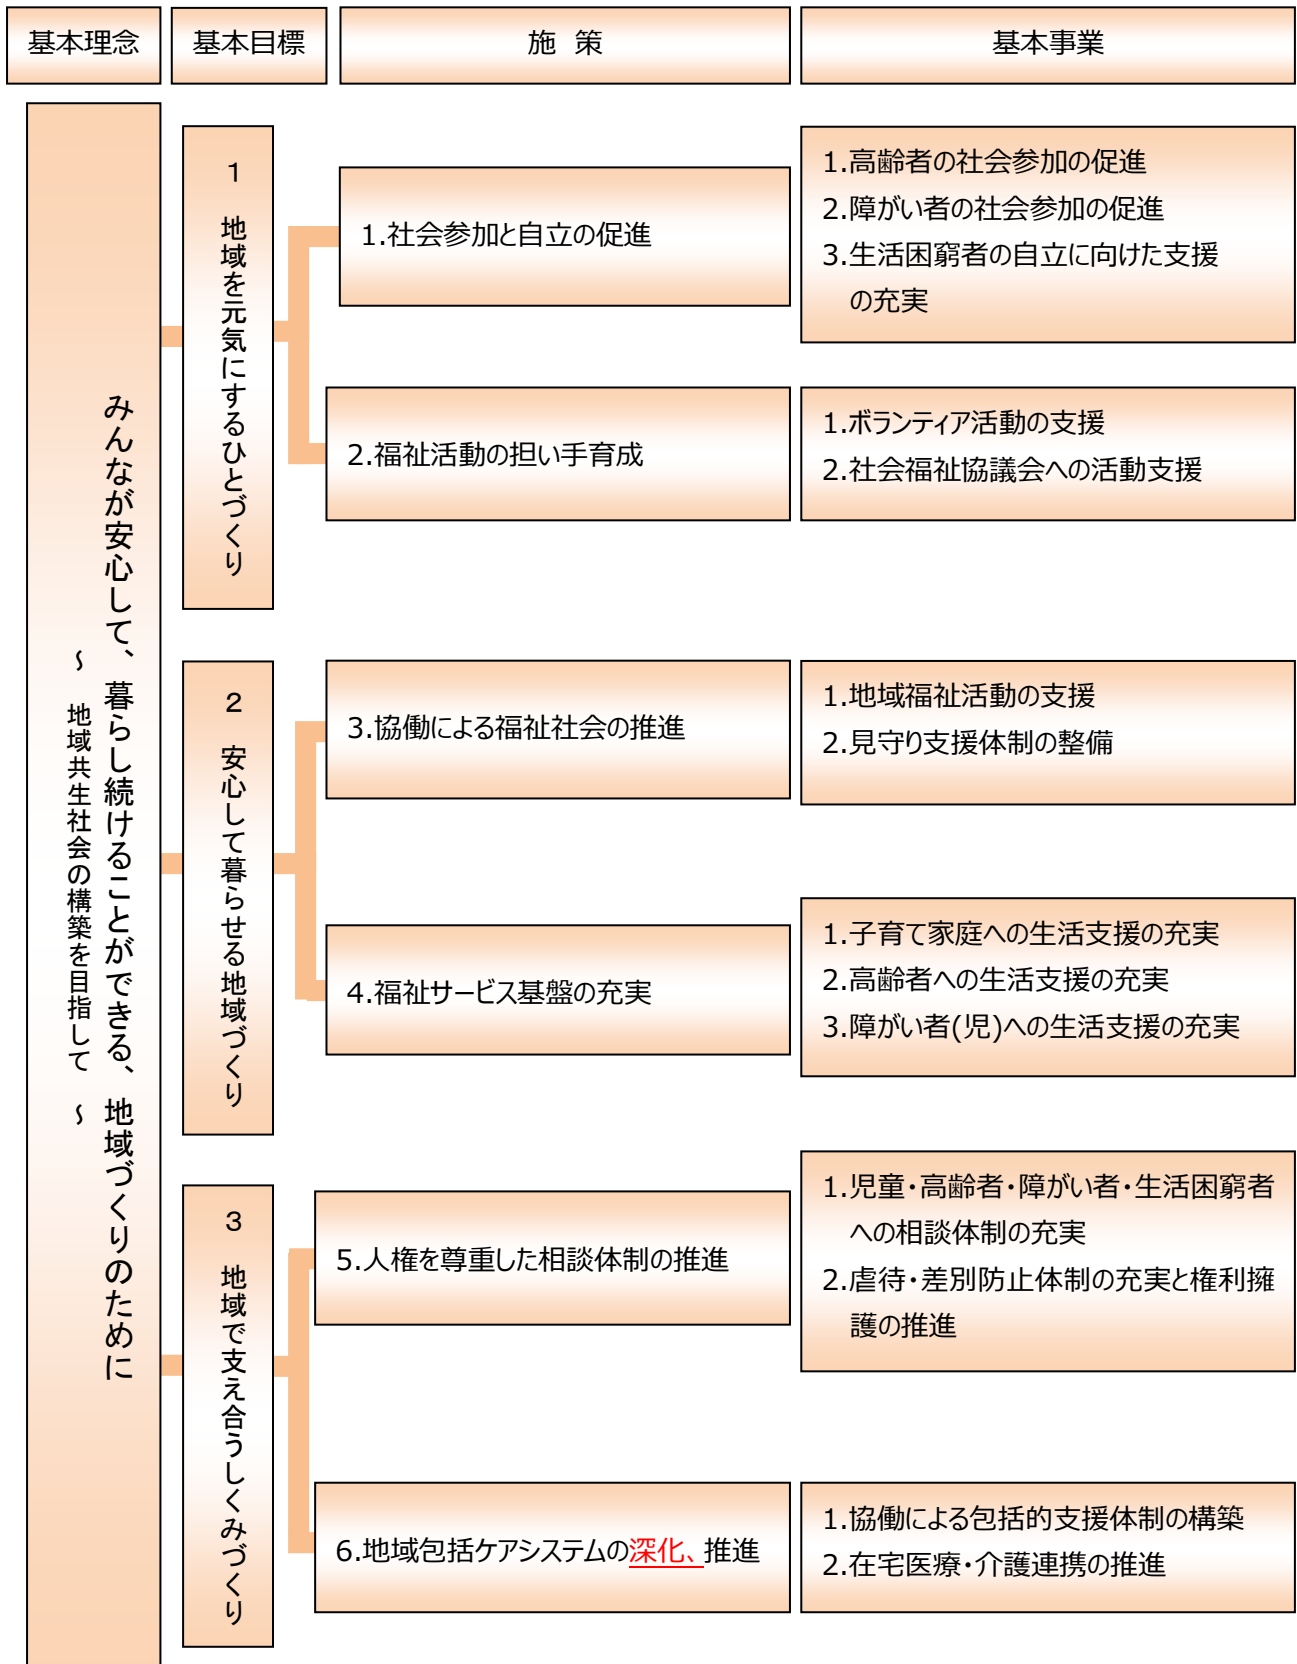 基本理念
基本目標
施 策
基本事業
みんなが安心して、暮らし続けることができる、地域づくりのために
~ 地域共生社会の構築を目指して ~
1 地域を元気にするひとづくり
1.社会参加と自立の促進
1.高齢者の社会参加の促進
2.障がい者の社会参加の促進
3.生活困窮者の自立に向けた支援
の充実
2.福祉活動の担い手育成
1.ボランティア活動の支援
2.社会福祉協議会への活動支援
2 安心して暮らせる地域づくり
3.協働による福祉社会の推進
1.地域福祉活動の支援
2.見守り支援体制の整備
4.福祉サービス基盤の充実
1.子育て家庭への生活支援の充実
2.高齢者への生活支援の充実
3.障がい者(児)への生活支援の充実
3 地域で支え合うしくみづくり
5.人権を尊重した相談体制の推進
1.児童・高齢者・障がい者・生活困窮者
への相談体制の充実
2.虐待・差別防止体制の充実と権利擁
護の推進
6.地域包括ケアシステムの深化、推進
1.協働による包括的支援体制の構築
2.在宅医療・介護連携の推進